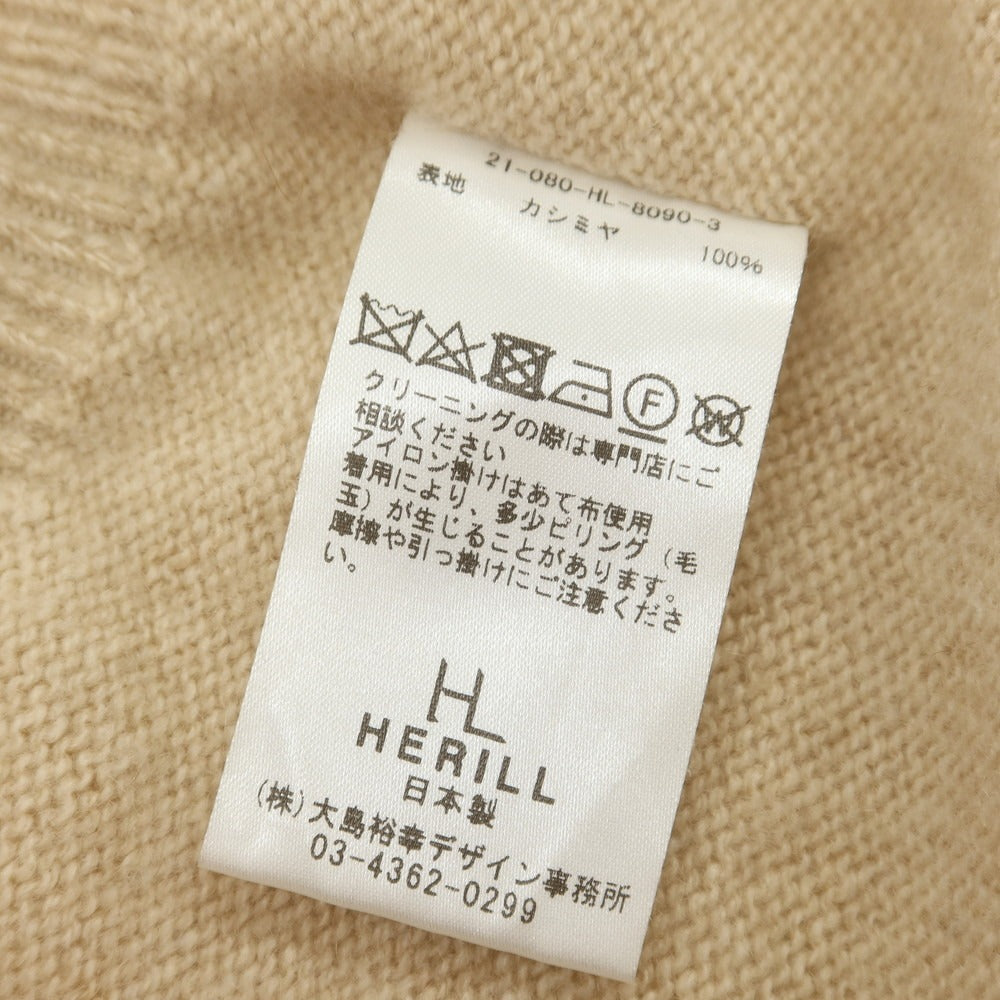 21-080-HL-8090-3
表地 カシミヤ 100%
F W
クリーニングの際は専門店にご
相談ください
アイロン掛けはあて布使用
着用により、多少ピリング（毛
玉）が生じることがあります。
摩擦や引っ掛けにご注意くださ
い。
HL
HERILL
日本製
(株)大島裕幸デザイン事務所
03-4362-0299